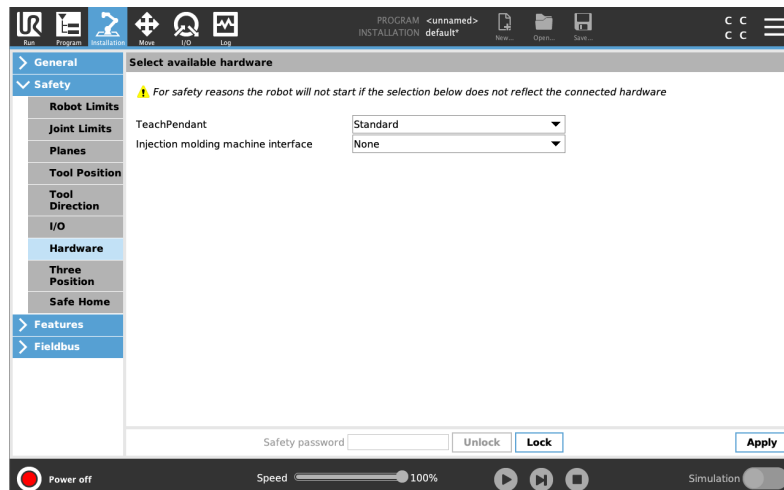 PROGRAM <unnamed>
INSTALLATION default*
Run Program Installation Move I/O Log New... Open... Save...
C C
C C
General
Safety
Robot Limits
Joint Limits
Planes
Tool Position
Tool
Direction
I/O
Hardware
Three
Position
Safe Home
Features
Fieldbus
Select available hardware
For safety reasons the robot will not start if the selection below does not reflect the connected hardware
TeachPendant Standard
Injection molding machine interface None
Safety password Unlock Lock Apply
Power off Speed 100% Simulation